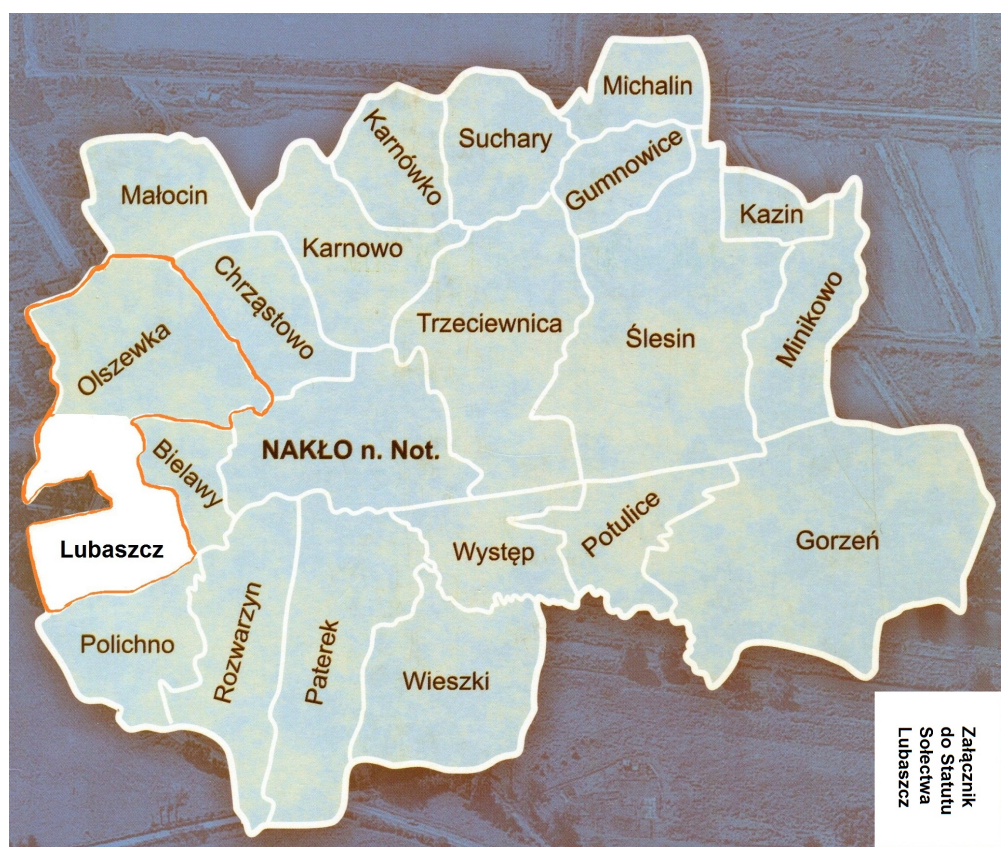 Michalin
Suchary
Karnówko
Gumnowice
Małocin
Kazin
Karnowo
Chrząstowo
Trzeciewnica
Ślesin
Minikowo
Olszewka
NAKŁO n. Not.
Bielawy
Lubaszcz
Występ
Potulice
Gorzeń
Polichno
Rozwarzyn
Paterek
Wieszki
Załącznik
do Statutu
Sołectwa
Lubaszcz